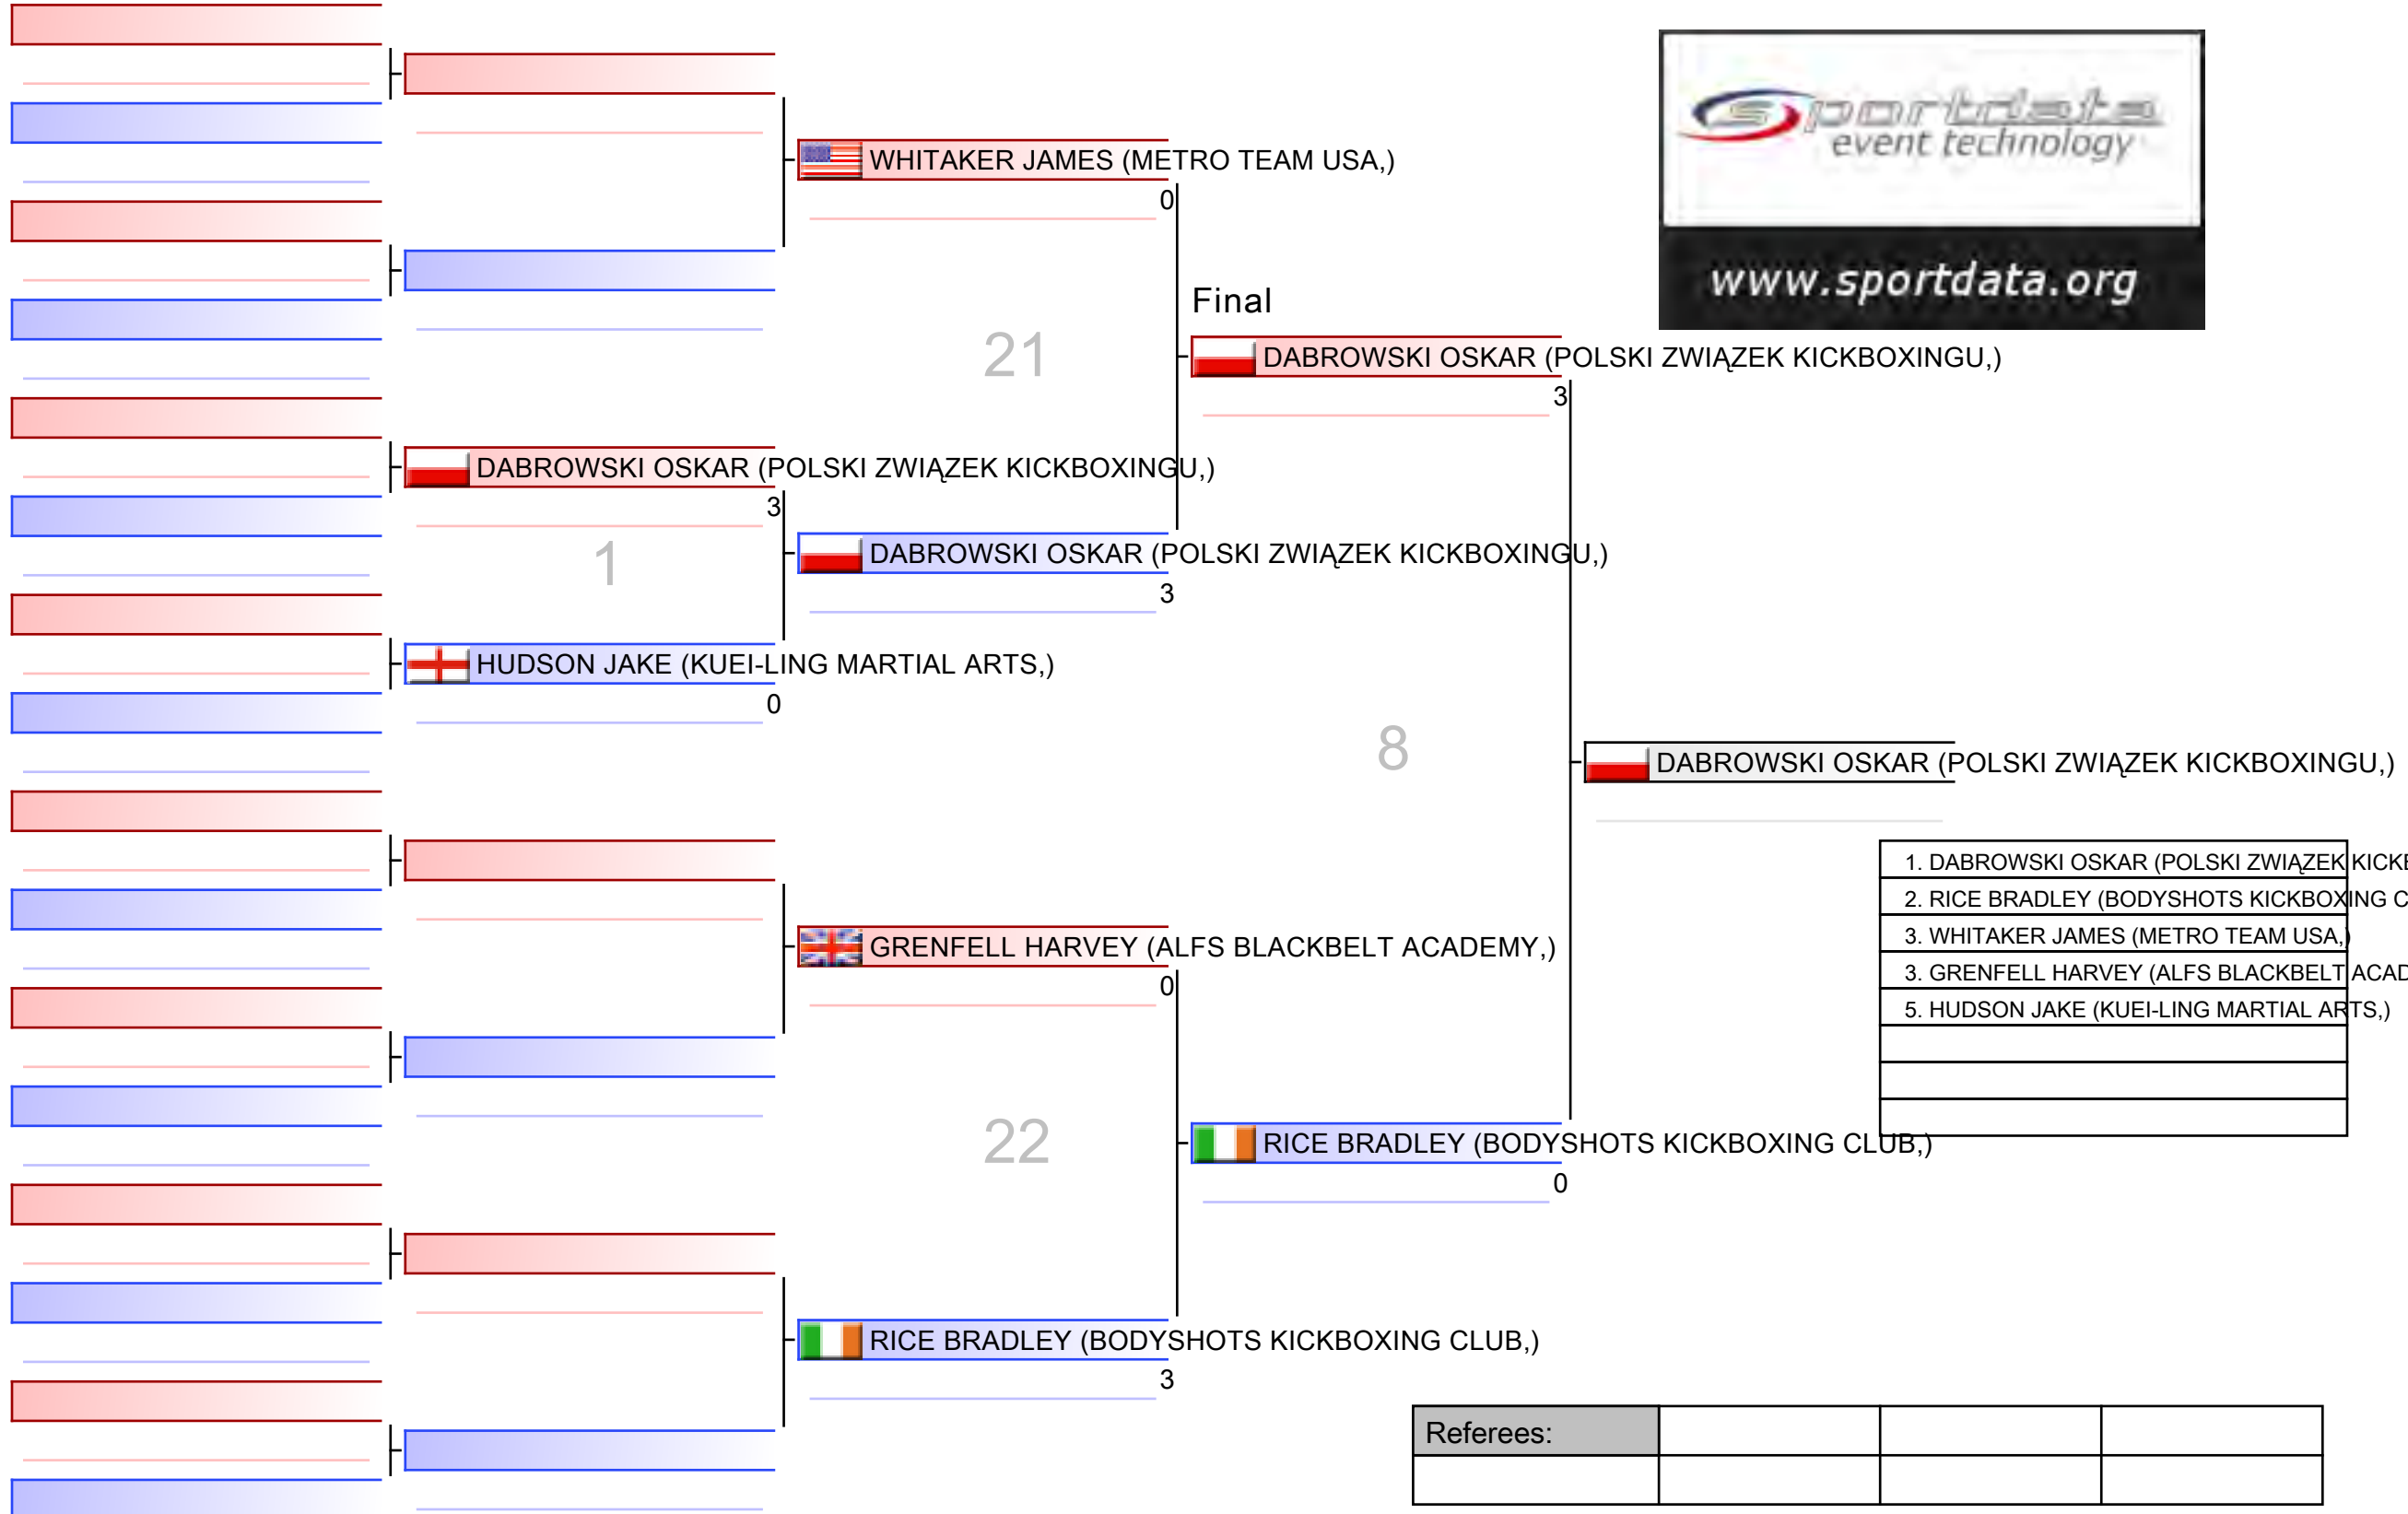 sportdata
event technology
www.sportdata.org
WHITAKER JAMES (METRO TEAM USA,)
0
Final
21
DABROWSKI OSKAR (POLSKI ZWIĄZEK KICKBOXINGU,)
3
DABROWSKI OSKAR (POLSKI ZWIĄZEK KICKBOXINGU,)
3
1
DABROWSKI OSKAR (POLSKI ZWIĄZEK KICKBOXINGU,)
3
HUDSON JAKE (KUEI-LING MARTIAL ARTS,)
0
8
DABROWSKI OSKAR (POLSKI ZWIĄZEK KICKBOXINGU,)
1. DABROWSKI OSKAR (POLSKI ZWIĄZEK KICKB
2. RICE BRADLEY (BODYSHOTS KICKBOXING C
3. WHITAKER JAMES (METRO TEAM USA,)
3. GRENFELL HARVEY (ALFS BLACKBELT ACAD
5. HUDSON JAKE (KUEI-LING MARTIAL ARTS,)
GRENFELL HARVEY (ALFS BLACKBELT ACADEMY,)
0
22
RICE BRADLEY (BODYSHOTS KICKBOXING CLUB,)
0
RICE BRADLEY (BODYSHOTS KICKBOXING CLUB,)
3
Referees: